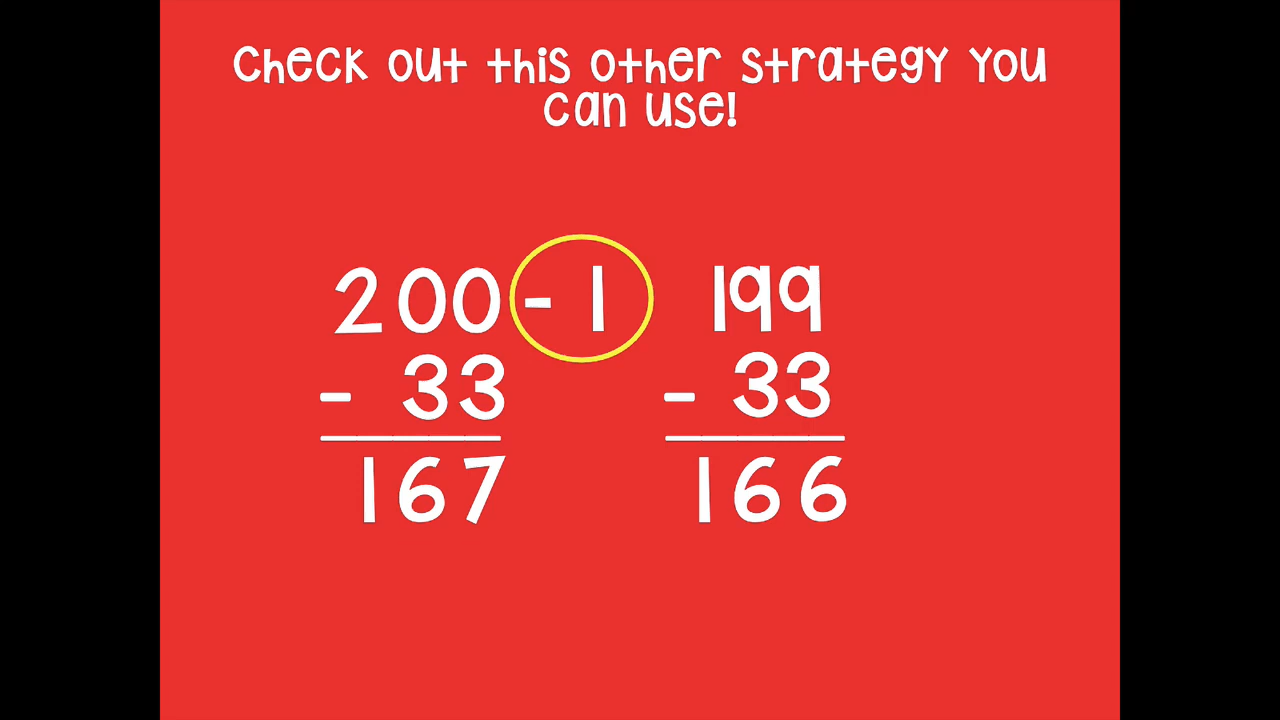 Check out this other strategy you
can use!
200 - 1 199
- 33 - 33
167 166